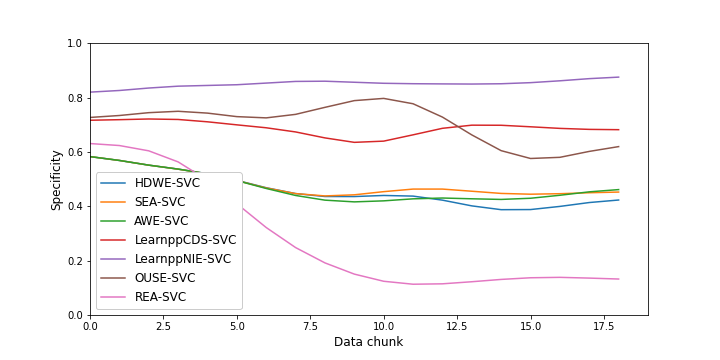 1.0
0.8
0.6
0.4
0.2
0.0
Specificity
HDWE-SVC
SEA-SVC
AWE-SVC
LearnppCDS-SVC
LearnppNIE-SVC
OUSE-SVC
REA-SVC
0.0 2.5 5.0 7.5 10.0 12.5 15.0 17.5
Data chunk